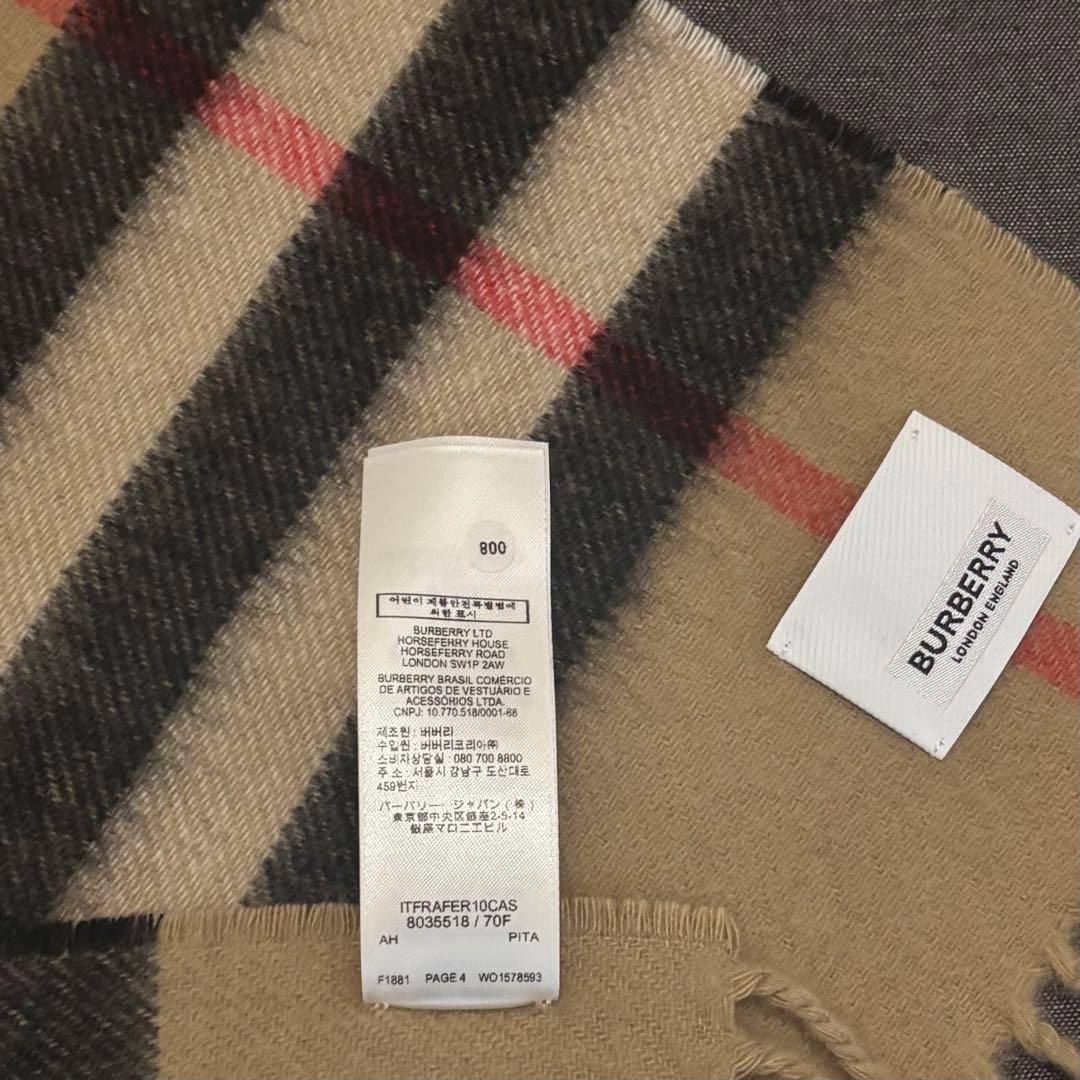 008
어린이 제품안전특별법에
의한 표시
BURBERRY LTD
HORSEFERRY HOUSE
HORSEFERRY ROAD
LONDON SW1P 2AW
BURBERRY BRASIL COMÉRCIO
DE ARTIGOS DE VESTUÁRIO E
ACESSÓRIOS LTDA.
CNPJ: 10.770.518/0001-68
제조원 : 버버리
수입원 : 버버리코리아㈜
소비자상담실 : 080 700 8800
주 소 : 서울시 강남구 도산대로
459번지
バーバリー・ジャパン(株)
東京都中央区銀座2-5-14
銀座マロニエビル
ITFRAFER10CAS
8035518 / 70F
AH PITA
F1881 PAGE 4 WO1578593
BURBERRY
LONDON ENGLAND